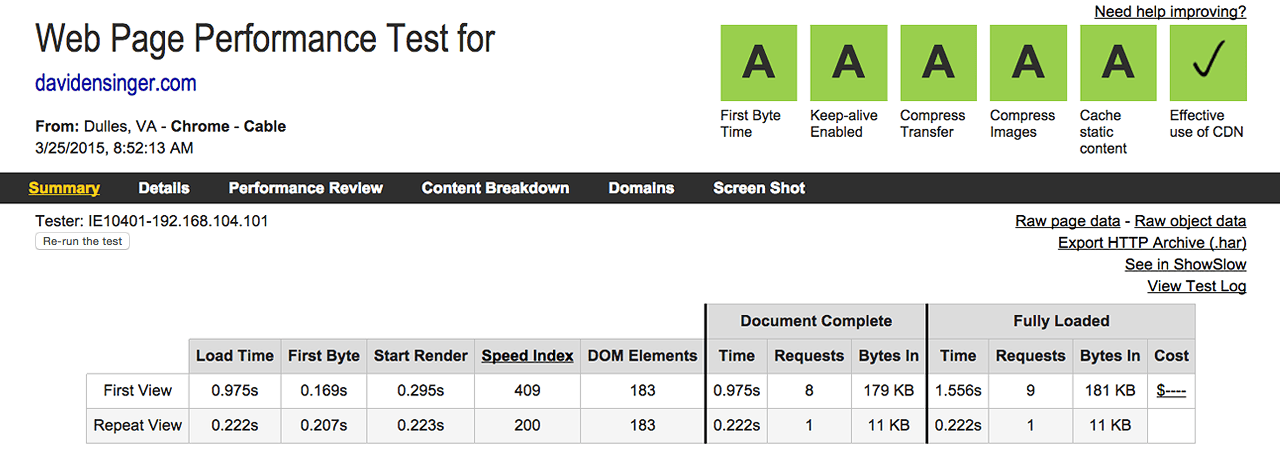 Need help improving?
Web Page Performance Test for
davidensinger.com
From: Dulles, VA - Chrome - Cable
3/25/2015, 8:52:13 AM
A A A A A ✓
First Byte Time
Keep-alive Enabled
Compress Transfer
Compress Images
Cache static content
Effective use of CDN
Summary Details Performance Review Content Breakdown Domains Screen Shot
Tester: IE10401-192.168.104.101
Re-run the test
Raw page data - Raw object data
Export HTTP Archive (.har)
See in ShowSlow
View Test Log
Document Complete Fully Loaded
Load Time First Byte Start Render Speed Index DOM Elements Time Requests Bytes In Time Requests Bytes In Cost
First View 0.975s 0.169s 0.295s 409 183 0.975s 8 179 KB 1.556s 9 181 KB $----
Repeat View 0.222s 0.207s 0.223s 200 183 0.222s 1 11 KB 0.222s 1 11 KB